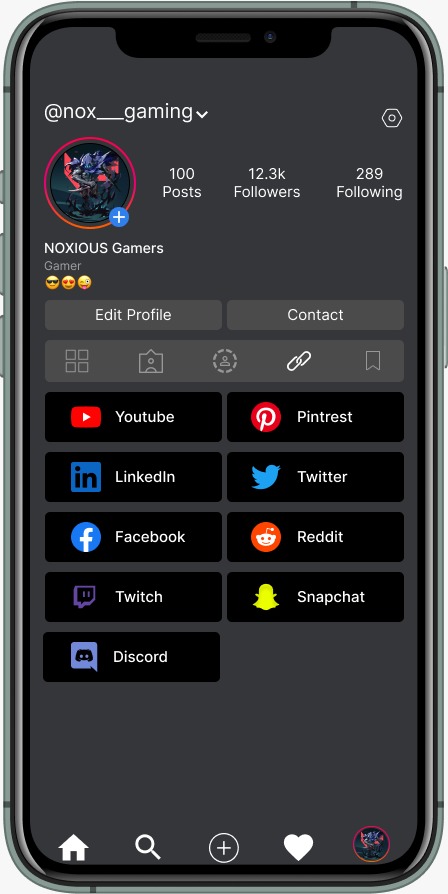 @nox___gaming
100 12.3k 289
Posts Followers Following
NOXIOUS Gamers
Gamer
😎😍😜
Edit Profile Contact
Youtube Pintrest
LinkedIn Twitter
Facebook Reddit
Twitch Snapchat
Discord